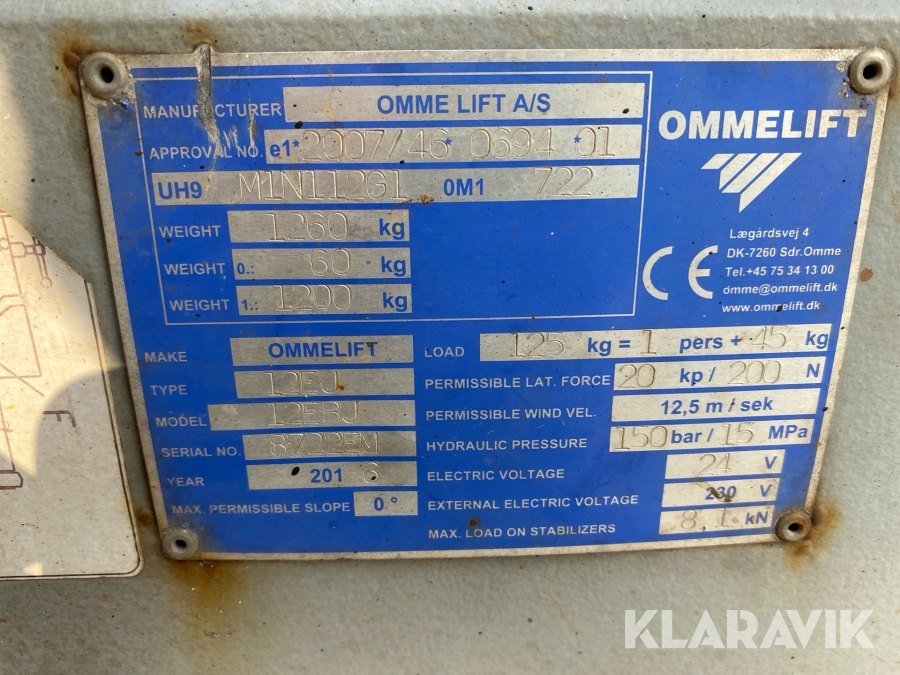 MANUFACTURER OMME LIFT A/S
APPROVAL NO. e1* 2007/46 * 0694 * 01
UH9 M1N112G1 0M1 722
WEIGHT 1260 kg
WEIGHT 0.: 60 kg
WEIGHT 1.: 1200 kg
OMMELIFT
Lægårdsvej 4
DK-7260 Sdr.Omme
Tel.+45 75 34 13 00
omme@ommelift.dk
www.ommelift.dk
CE
MAKE OMMELIFT
TYPE 12EJ
MODEL 12EBJ
SERIAL NO. 8722EM
YEAR 2016
MAX. PERMISSIBLE SLOPE 0.°
LOAD 125 kg = 1 pers + 45 kg
PERMISSIBLE LAT. FORCE 20 kp / 200 N
PERMISSIBLE WIND VEL. 12,5 m / sek
HYDRAULIC PRESSURE 150 bar / 15 MPa
ELECTRIC VOLTAGE 24 V
EXTERNAL ELECTRIC VOLTAGE 230 V
MAX. LOAD ON STABILIZERS 8,1 kN
F
KLARAVIK